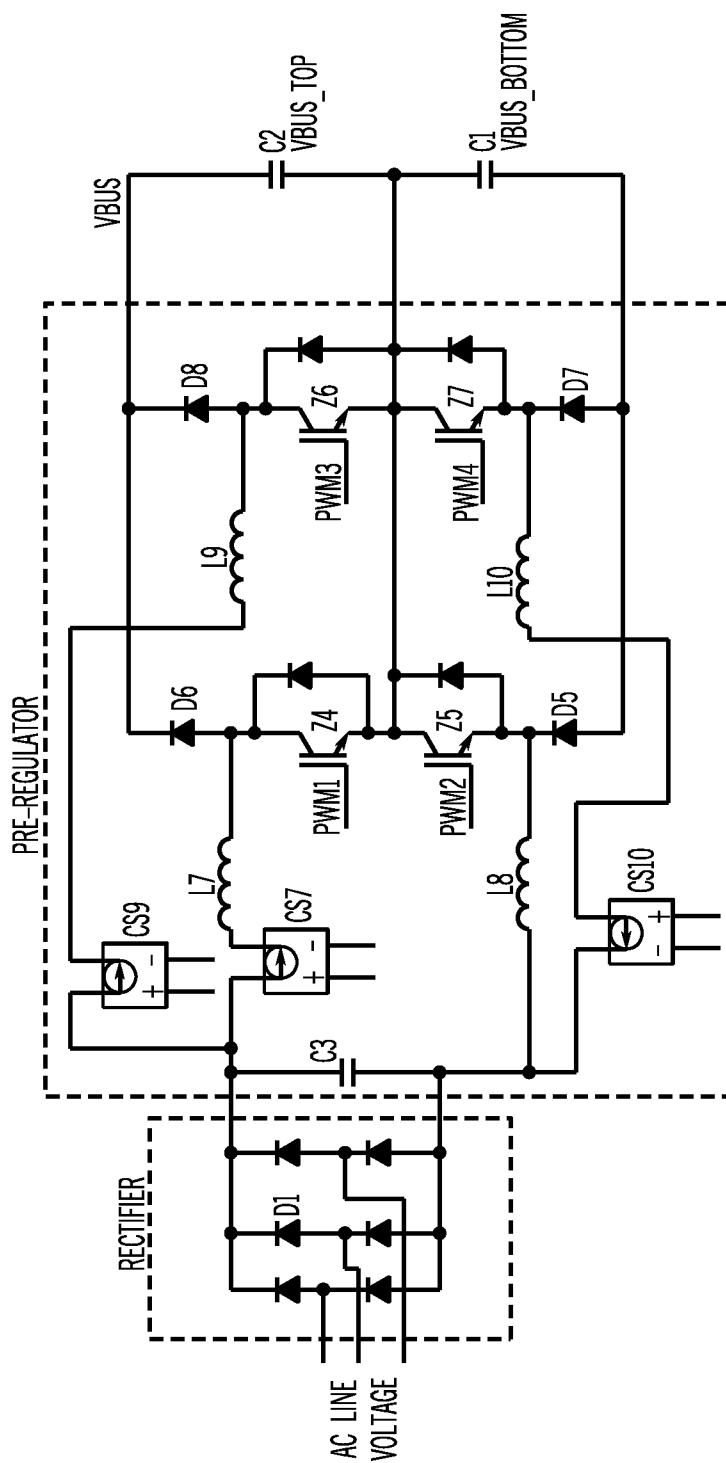 PRE-REGULATOR
RECTIFIER
AC LINE
VOLTAGE
D1
C3
CS9
+ -
CS7
+ -
L7
L8
L9
L10
CS10
- +
D6
PWM1
Z4
PWM2
Z5
D5
D8
PWM3
Z6
PWM4
Z7
D7
VBUS
C2
VBUS_TOP
C1
VBUS_BOTTOM